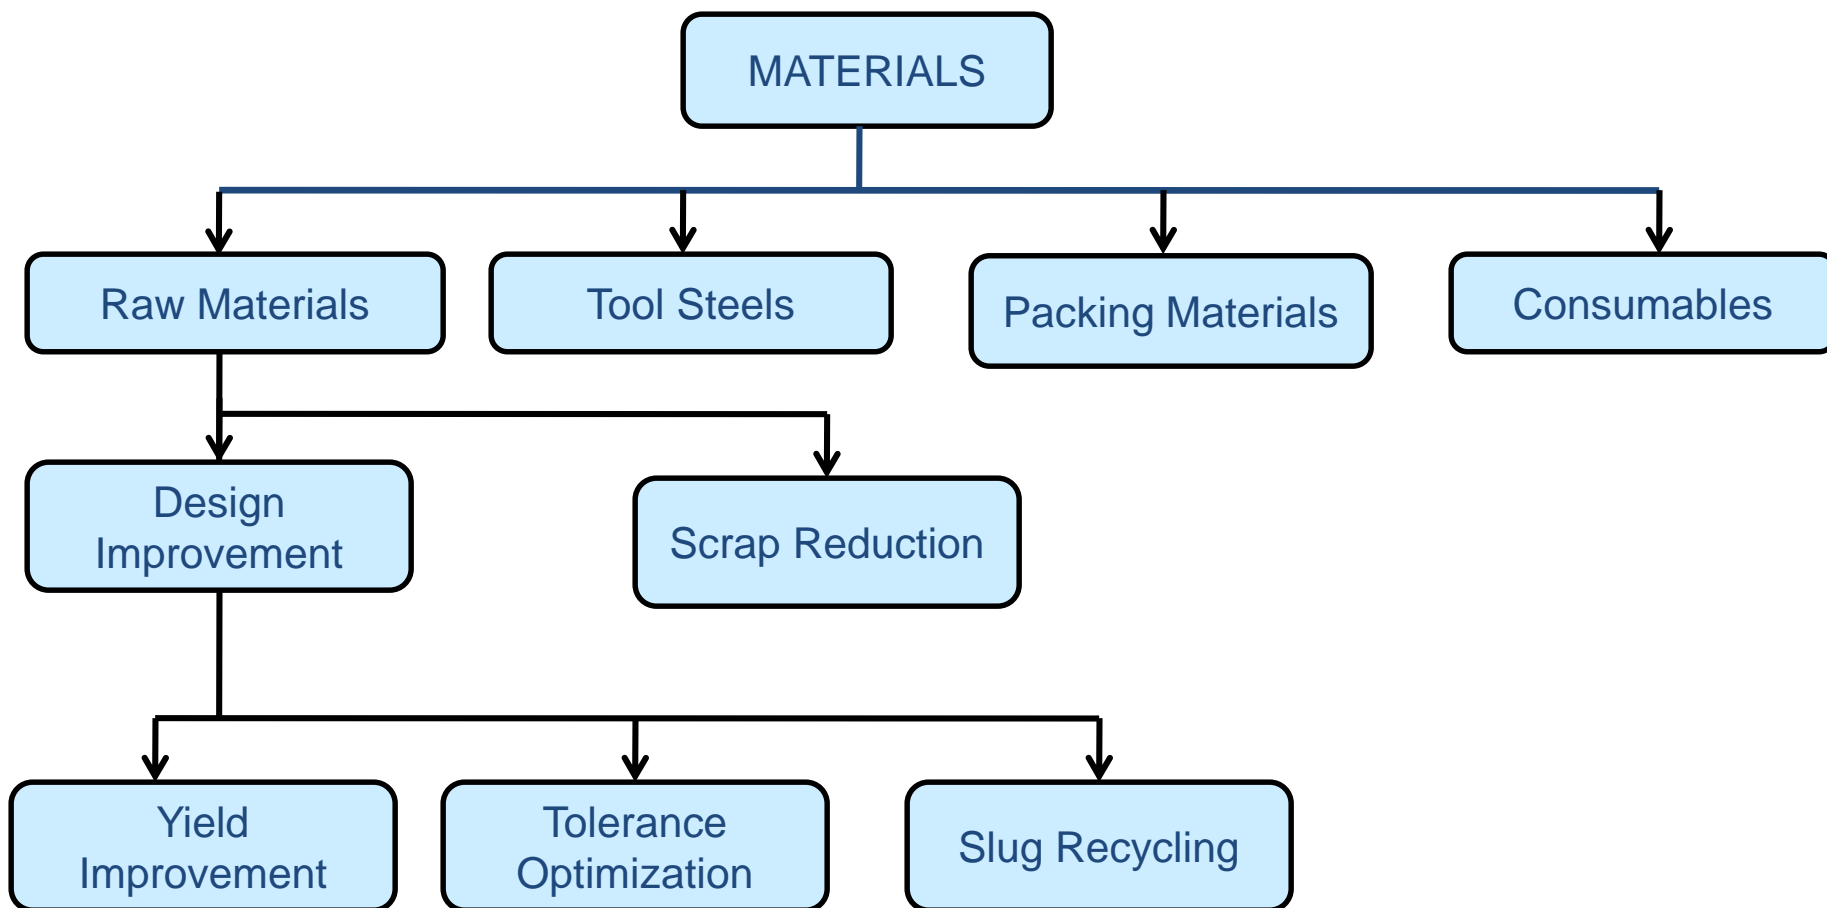 MATERIALS
Raw Materials
Tool Steels
Packing Materials
Consumables
Design
Improvement
Scrap Reduction
Yield
Improvement
Tolerance
Optimization
Slug Recycling